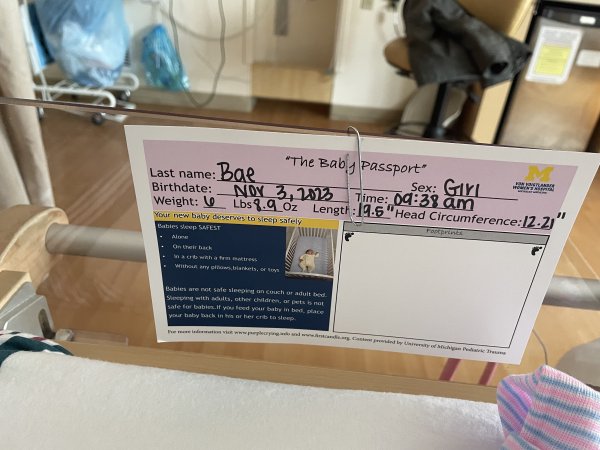 "The Baby Passport"
M
VON VOIGTLANDER
WOMEN'S HOSPITAL
Last name: Bae
Birthdate: Nov 3, 2023 Sex: Girl
Weight: 6 Lbs 8.9 Oz Time: 09:38 am
Length: 19.5" Head Circumference: 12.21"
Your new baby deserves to sleep safely
Babies sleep SAFEST
• Alone
• On their back
• In a crib with a firm mattress
• Without any pillows,blankets, or toys
Babies are not safe sleeping on couch or adult bed.
Sleeping with adults, other children, or pets is not
safe for babies.If you feed your baby in bed, place
your baby back in his or her crib to sleep.
Footprints
For more information visit www.purplecrying.info and www.firstcandle.org. Content provided by University of Michigan Pediatric Trauma